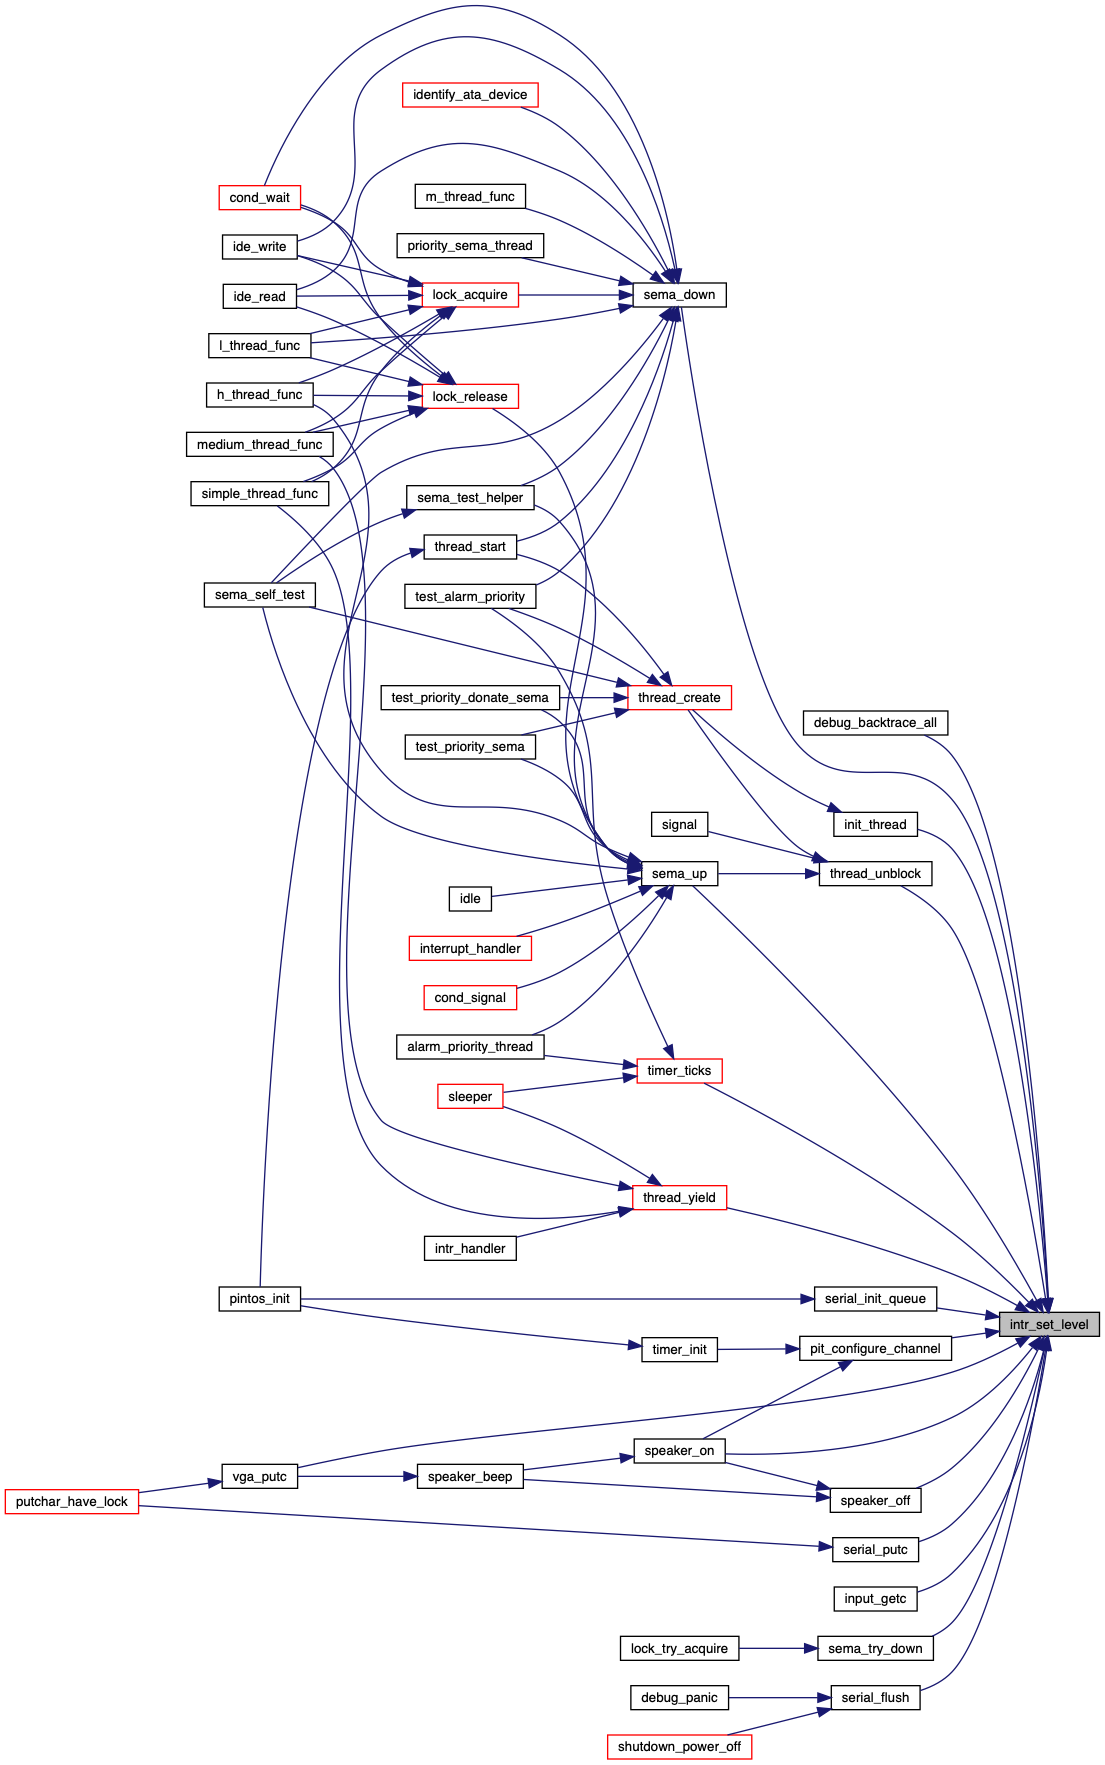 identify_ata_device
cond_wait
m_thread_func
ide_write
priority_sema_thread
ide_read
lock_acquire
sema_down
l_thread_func
h_thread_func
lock_release
medium_thread_func
simple_thread_func
sema_test_helper
thread_start
sema_self_test
test_alarm_priority
test_priority_donate_sema
thread_create
debug_backtrace_all
test_priority_sema
signal
init_thread
sema_up
thread_unblock
idle
interrupt_handler
cond_signal
alarm_priority_thread
timer_ticks
sleeper
thread_yield
intr_handler
pintos_init
serial_init_queue
intr_set_level
timer_init
pit_configure_channel
speaker_on
vga_putc
speaker_beep
putchar_have_lock
speaker_off
serial_putc
input_getc
lock_try_acquire
sema_try_down
debug_panic
serial_flush
shutdown_power_off